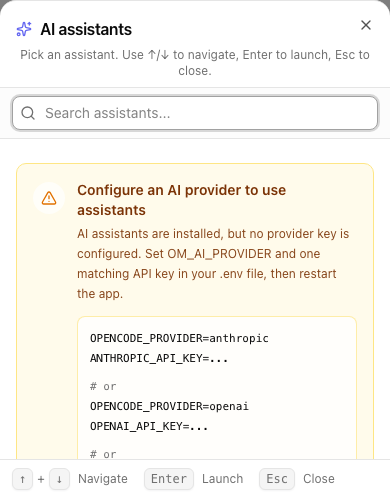 AI assistants
Pick an assistant. Use ↑/↓ to navigate, Enter to launch, Esc to
close.
Search assistants...
Configure an AI provider to use
assistants
AI assistants are installed, but no provider key is
configured. Set OM_AI_PROVIDER and one
matching API key in your .env file, then restart
the app.
OPENCODE_PROVIDER=anthropic
ANTHROPIC_API_KEY=...
# or
OPENCODE_PROVIDER=openai
OPENAI_API_KEY=...
# or
↑ + ↓ Navigate Enter Launch Esc Close